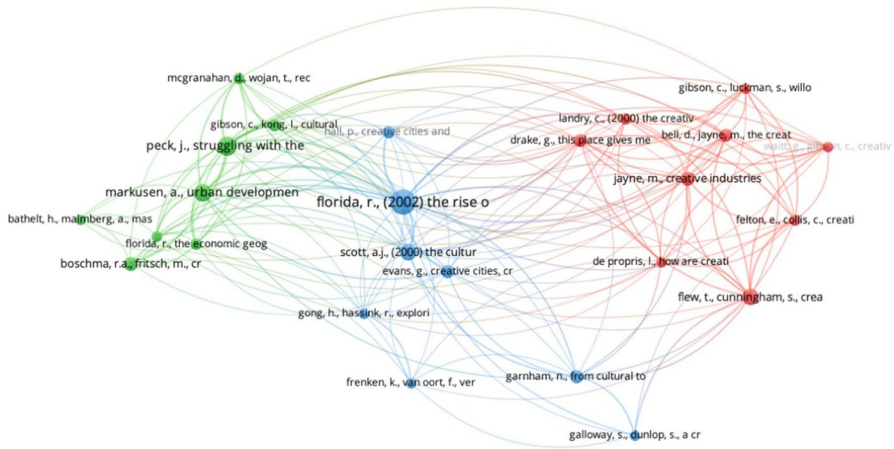 mcgranahan, d., wojan, t., rec
gibson, c., luckman, s., willo
gibson, c., kong, l., cultural
landry, c., (2000) the creativ
hall, p., creative cities and
bell, d., jayne, m., the creat
peck, j., struggling with the
drake, g., this place gives me
waitt, g., gibson, c., creativ
jayne, m., creative industries
markusen, a., urban developmen
florida, r., (2002) the rise o
bathelt, h., malmberg, a., mas
felton, e., collis, c., creati
florida, r., the economic geog
scott, a.j., (2000) the cultur
boschma, r.a., fritsch, m., cr
de propris, l., how are creati
evans, g., creative cities, cr
flew, t., cunningham, s., crea
gong, h., hassink, r., explori
frenken, k., van oort, f., ver
garnham, n., from cultural to
galloway, s., dunlop, s., a cr